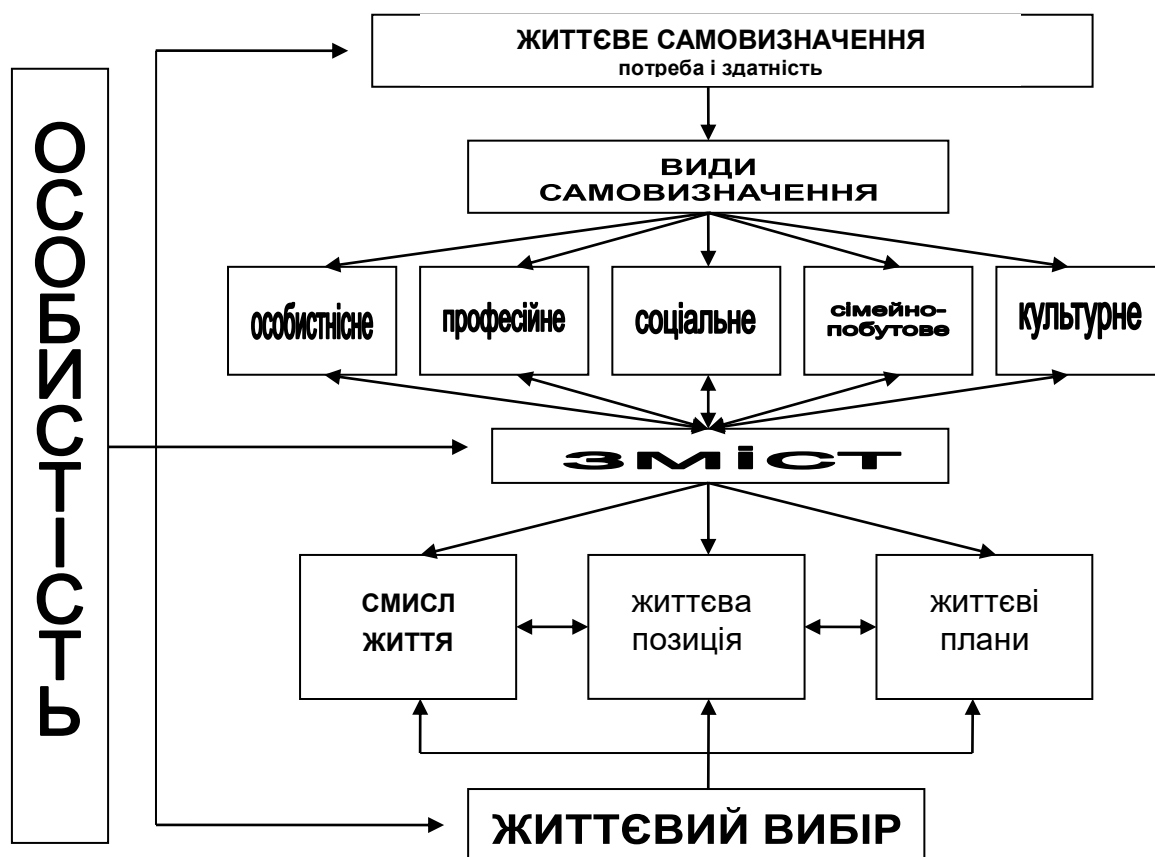 ЖИТТЄВЕ САМОВИЗНАЧЕННЯ
потреба і здатність
ОСОБИСТІСТЬ
ВИДИ
САМОВИЗНАЧЕННЯ
особистнісне
професійне
соціальне
сімейно-
побутове
культурне
ЗМіСТ
СМИСЛ
ЖИТТЯ
життєва
позиція
життєві
плани
ЖИТТЄВИЙ ВИБІР